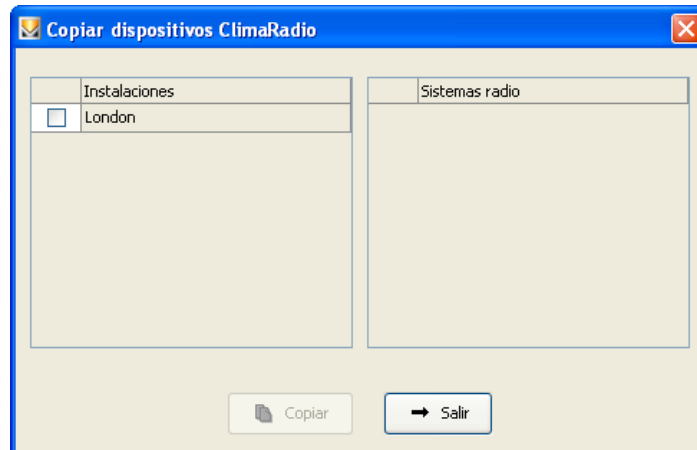 Copiar dispositivos ClimaRadio
Instalaciones
London
Sistemas radio
Copiar
Salir